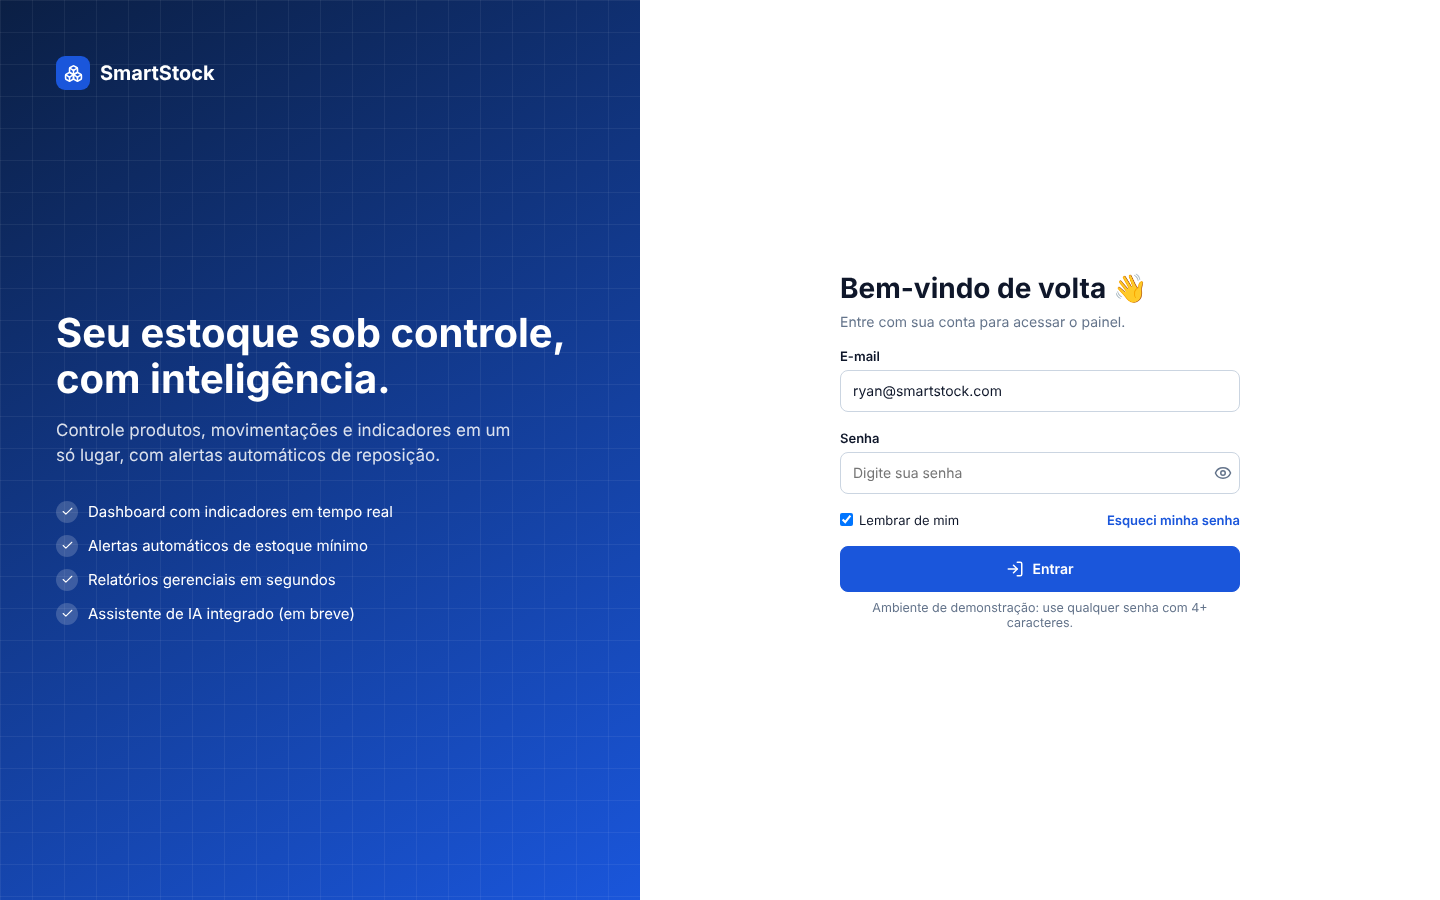 SmartStock
Seu estoque sob controle,
com inteligência.
Controle produtos, movimentações e indicadores em um
só lugar, com alertas automáticos de reposição.
Dashboard com indicadores em tempo real
Alertas automáticos de estoque mínimo
Relatórios gerenciais em segundos
Assistente de IA integrado (em breve)
Bem-vindo de volta 👋
Entre com sua conta para acessar o painel.
E-mail
ryan@smartstock.com
Senha
Digite sua senha
Lembrar de mim
Esqueci minha senha
Entrar
Ambiente de demonstração: use qualquer senha com 4+
caracteres.